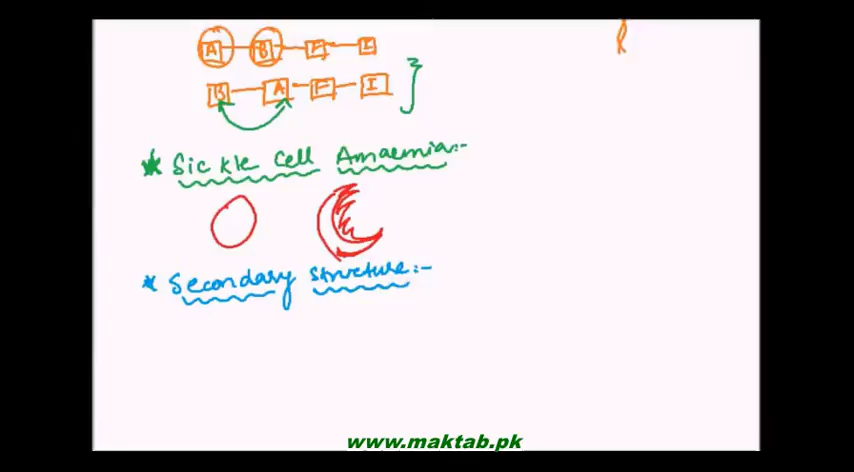 A B F I
B A F I
* Sickle Cell Anaemia:-
* Secondary Structure:-
www.maktab.pk